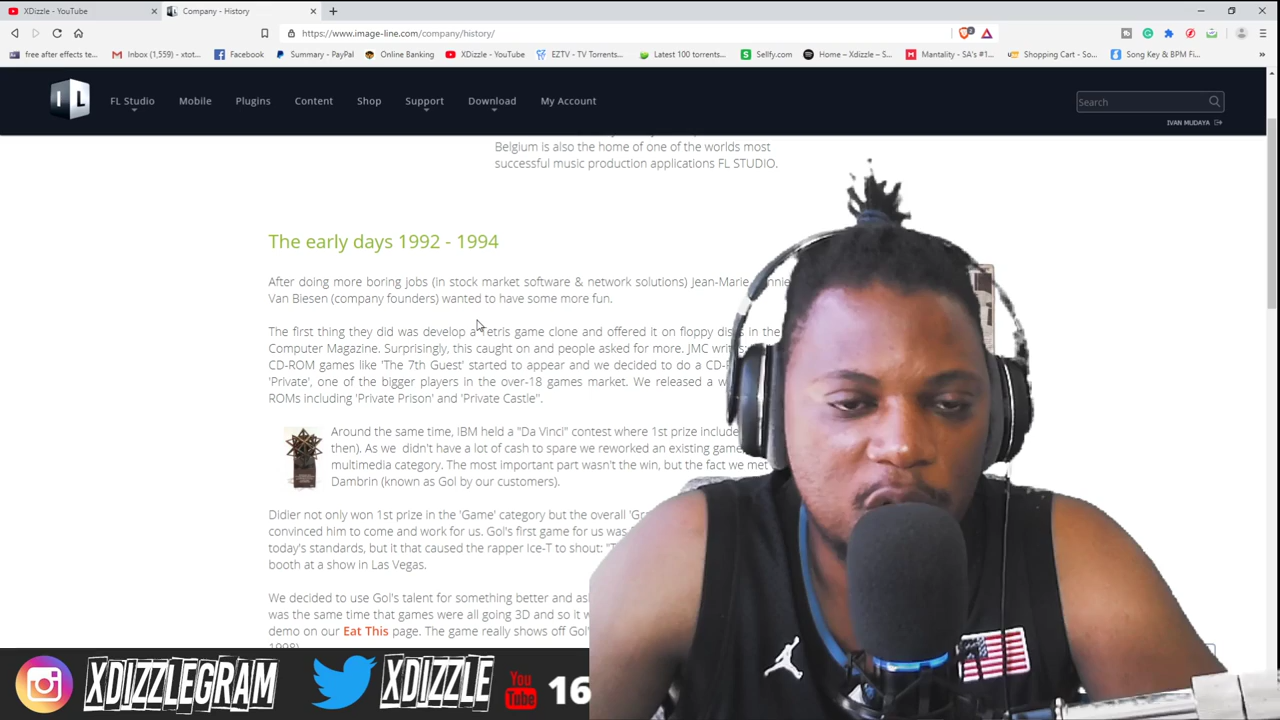 XDizzle - YouTube
Company - History
https://www.image-line.com/company/history/
free after effects te...
Inbox (1,559) - xtot...
Facebook
Summary - PayPal
Online Banking
XDizzle - YouTube
EZTV - TV Torrents...
Latest 100 torrents...
Sellfy.com
Home – Xdizzle – S...
Mantality - SA's #1...
Shopping Cart - So...
Song Key & BPM Fi...
IL
FL Studio
Mobile
Plugins
Content
Shop
Support
Download
My Account
Search
IVAN MUDAYA
Belgium is also the home of one of the worlds most
successful music production applications FL STUDIO.
The early days 1992 - 1994
After doing more boring jobs (in stock market software & network solutions) Jean-Marie
Van Biesen (company founders) wanted to have some more fun.
The first thing they did was develop a Tetris game clone and offered it on floppy in the
Computer Magazine. Surprisingly, this caught on and people asked for more. JMC
CD-ROM games like 'The 7th Guest' started to appear and we decided to do a
'Private', one of the bigger players in the over-18 games market. We released a
ROMs including 'Private Prison' and 'Private Castle".
Around the same time, IBM held a "Da Vinci" contest where 1st prize
then). As we didn't have a lot of cash to spare we reworked an existing
multimedia category. The most important part wasn't the win, but the fact we met
Dambrin (known as Gol by our customers).
Didier not only won 1st prize in the 'Game' category but the overall
convinced him to come and work for us. Gol's first game for us was
today's standards, but it that caused the rapper Ice-T to shout:
booth at a show in Las Vegas.
We decided to use Gol's talent for something better and
was the same time that games were all going 3D and so it
demo on our Eat This page. The game really shows off
XDIZZLEGRAM
XDIZZLE
You
Tube
16